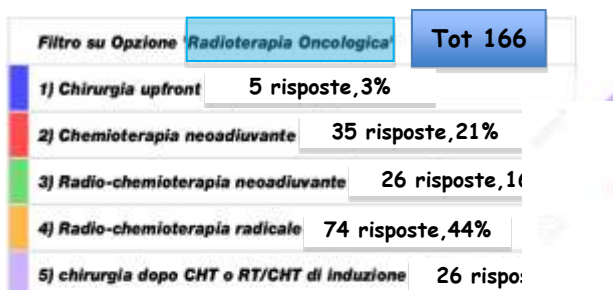 Filtro su Opzione 'Radioterapia Oncologica' Tot 166
1) Chirurgia upfront 5 risposte,3%
2) Chemioterapia neoadiuvante 35 risposte,21%
3) Radio-chemioterapia neoadiuvante 26 risposte,16
4) Radio-chemioterapia radicale 74 risposte,44%
5) chirurgia dopo CHT o RT/CHT di induzione 26 rispos